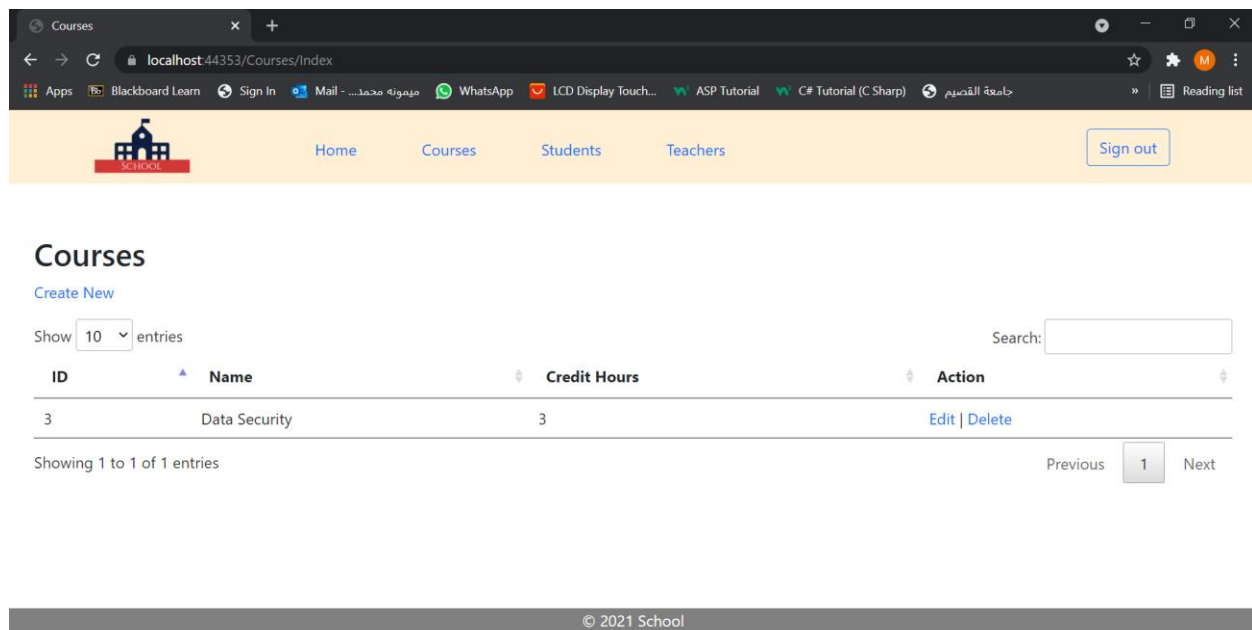 Courses
localhost:44353/Courses/Index
M
Apps Blackboard Learn Sign In Mail - ...ميمونه محمد WhatsApp LCD Display Touch... ASP Tutorial C# Tutorial (C Sharp) جامعة القصيم » Reading list
SCHOOL
Home Courses Students Teachers Sign out
Courses
Create New
Show 10 entries Search:
ID Name Credit Hours Action
3 Data Security 3 Edit | Delete
Showing 1 to 1 of 1 entries Previous 1 Next
© 2021 School